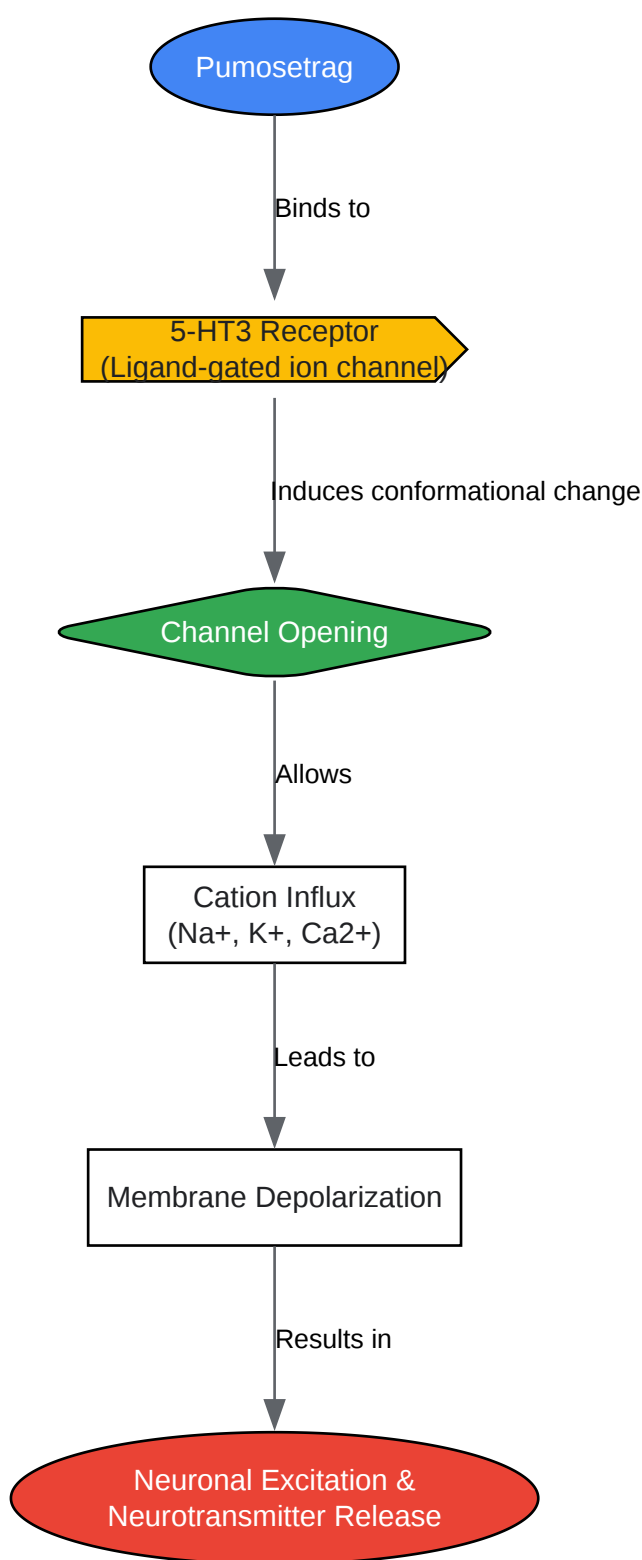 Pumosetrag
Binds to
5-HT3 Receptor
(Ligand-gated ion channel)
Induces conformational change
Channel Opening
Allows
Cation Influx
(Na+, K+, Ca2+)
Leads to
Membrane Depolarization
Results in
Neuronal Excitation &
Neurotransmitter Release